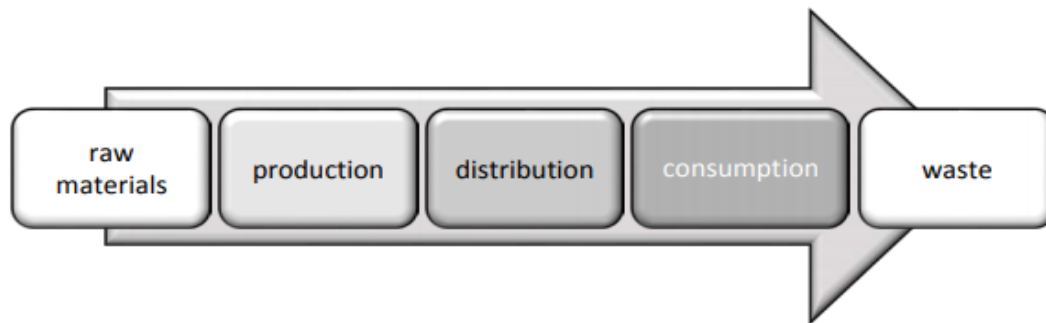 raw
materials
production
distribution
consumption
waste